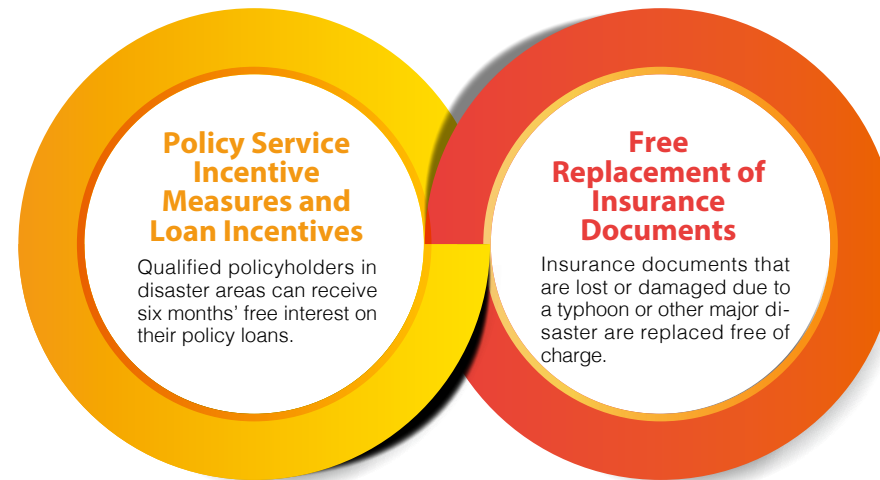 Policy Service
Incentive
Measures and
Loan Incentives
Qualified policyholders in
disaster areas can receive
six months’ free interest on
their policy loans.
Free
Replacement of
Insurance
Documents
Insurance documents that
are lost or damaged due to
a typhoon or other major di-
saster are replaced free of
charge.